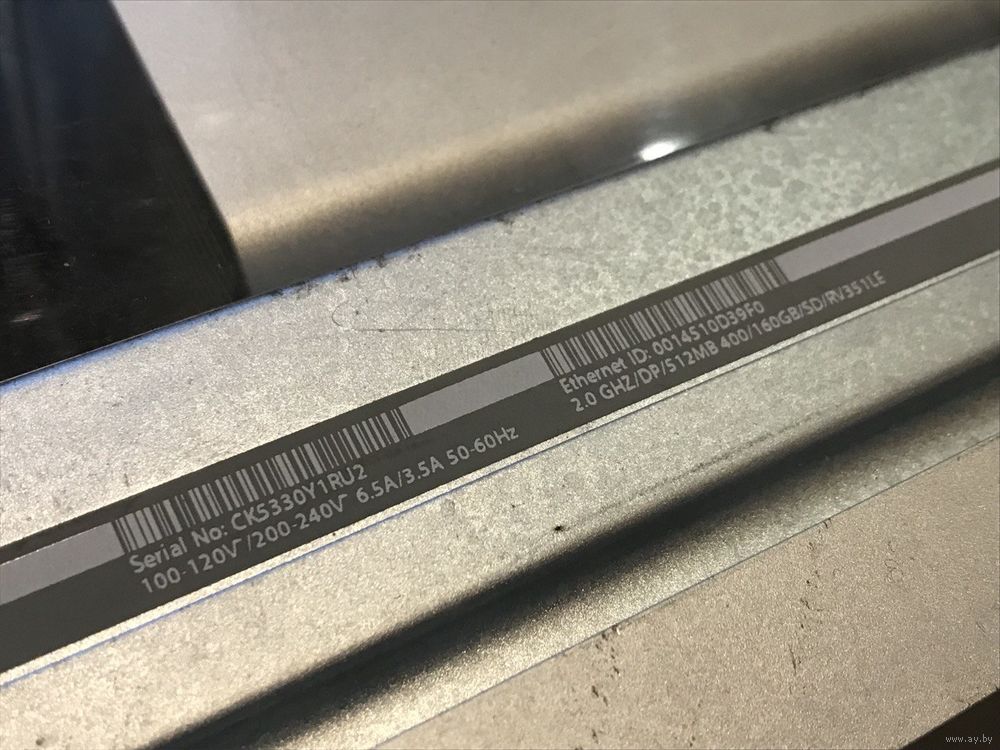 Serial No: CK5330Y1RU2
100-120V~/200-240V~ 6.5A/3.5A 50-60Hz
Ethernet ID: 0014510D39F0
2.0 GHZ/DP/512MB 400/160GB/SD/RV351LE
www.ay.by